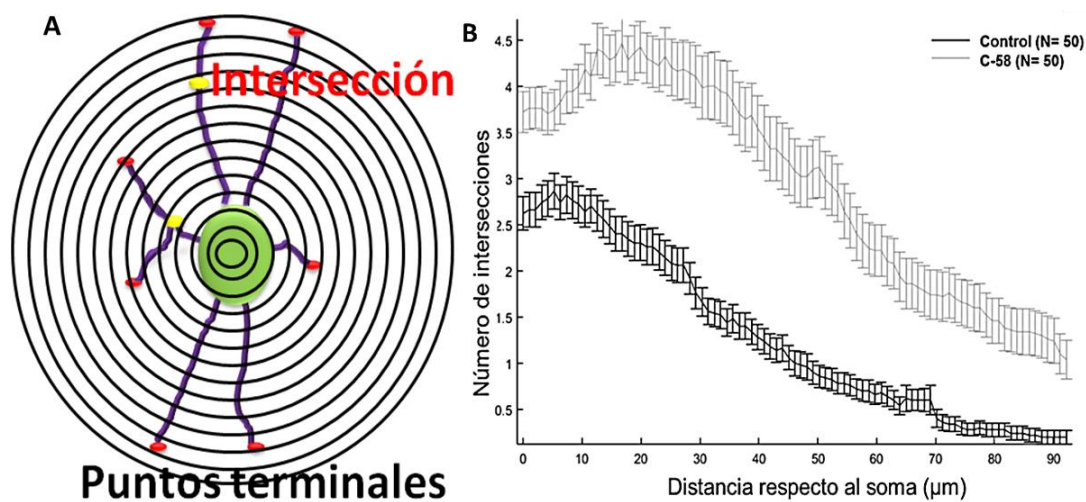 A
Intersección
Puntos terminales
B
Control (N= 50)
C-58 (N= 50)
Número de intersecciones
4.5
4
3.5
3
2.5
2
1.5
1
0.5
0 10 20 30 40 50 60 70 80 90
Distancia respecto al soma (µm)